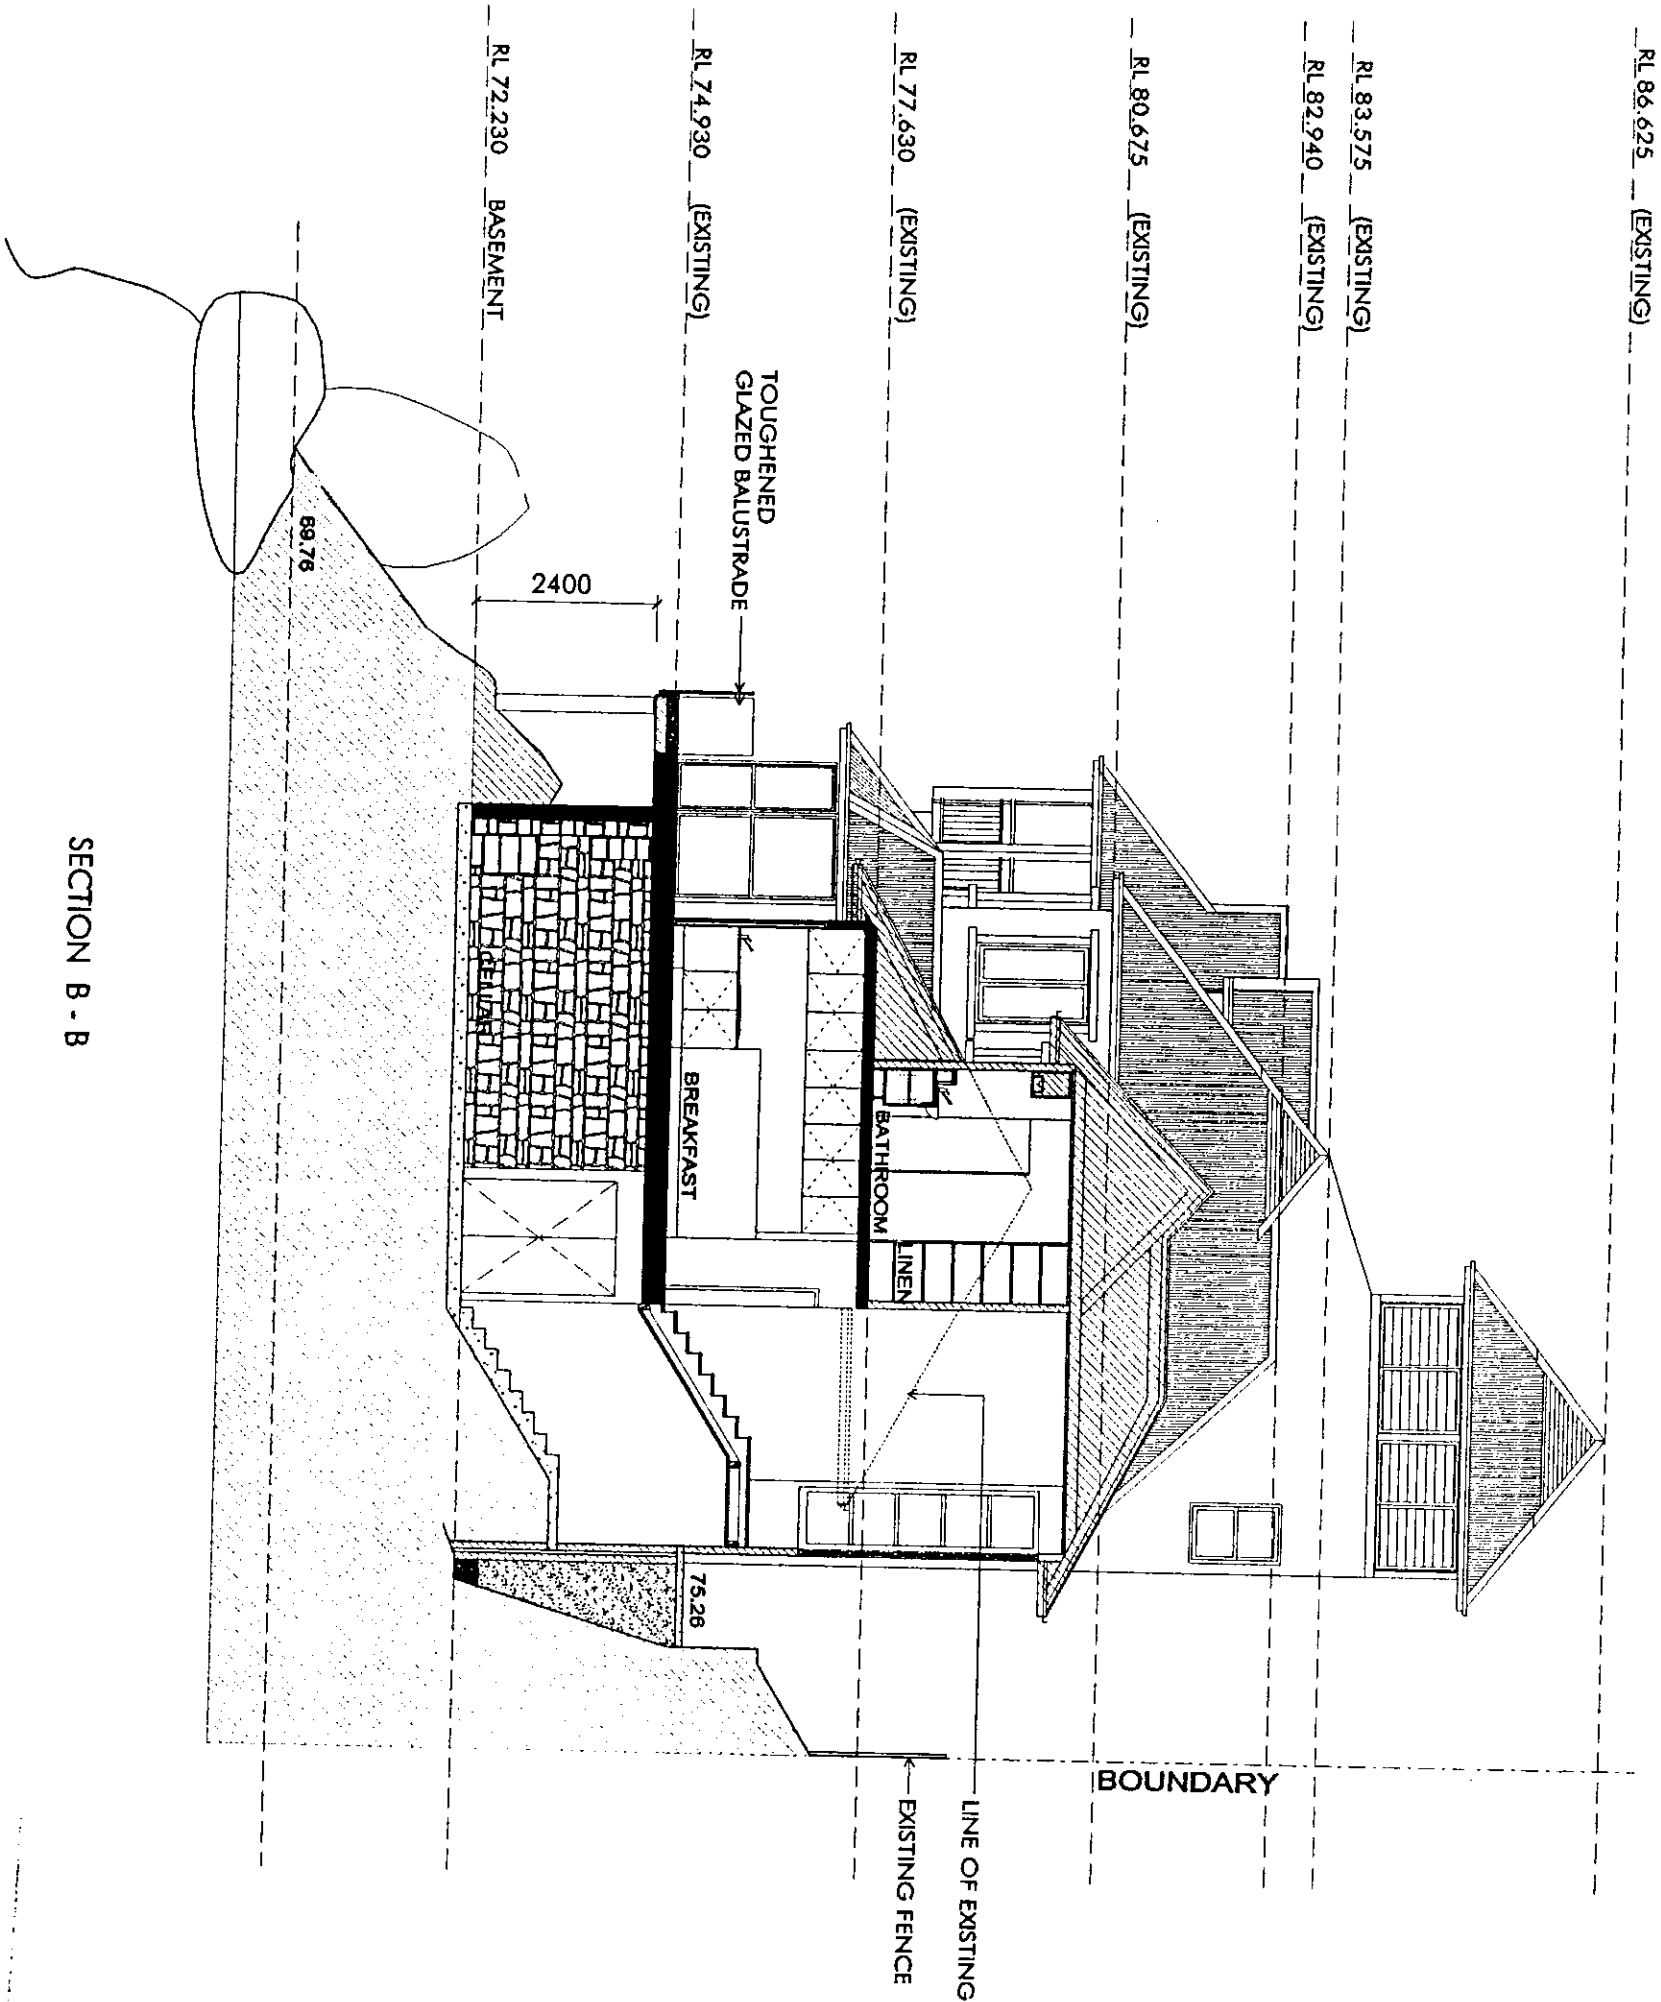 RL 86.625 (EXISTING)
RL 83.575 (EXISTING)
RL 82.940 (EXISTING)
RL 80.675 (EXISTING)
RL 77.630 (EXISTING)
RL 74.930 (EXISTING)
RL 72.230 BASEMENT
TOUGHENED
GLAZED BALUSTRADE
2400
69.76
BATHROOM
LINEN
BREAKFAST
CELLAR
75.26
BOUNDARY
LINE OF EXISTING
EXISTING FENCE
SECTION B - B